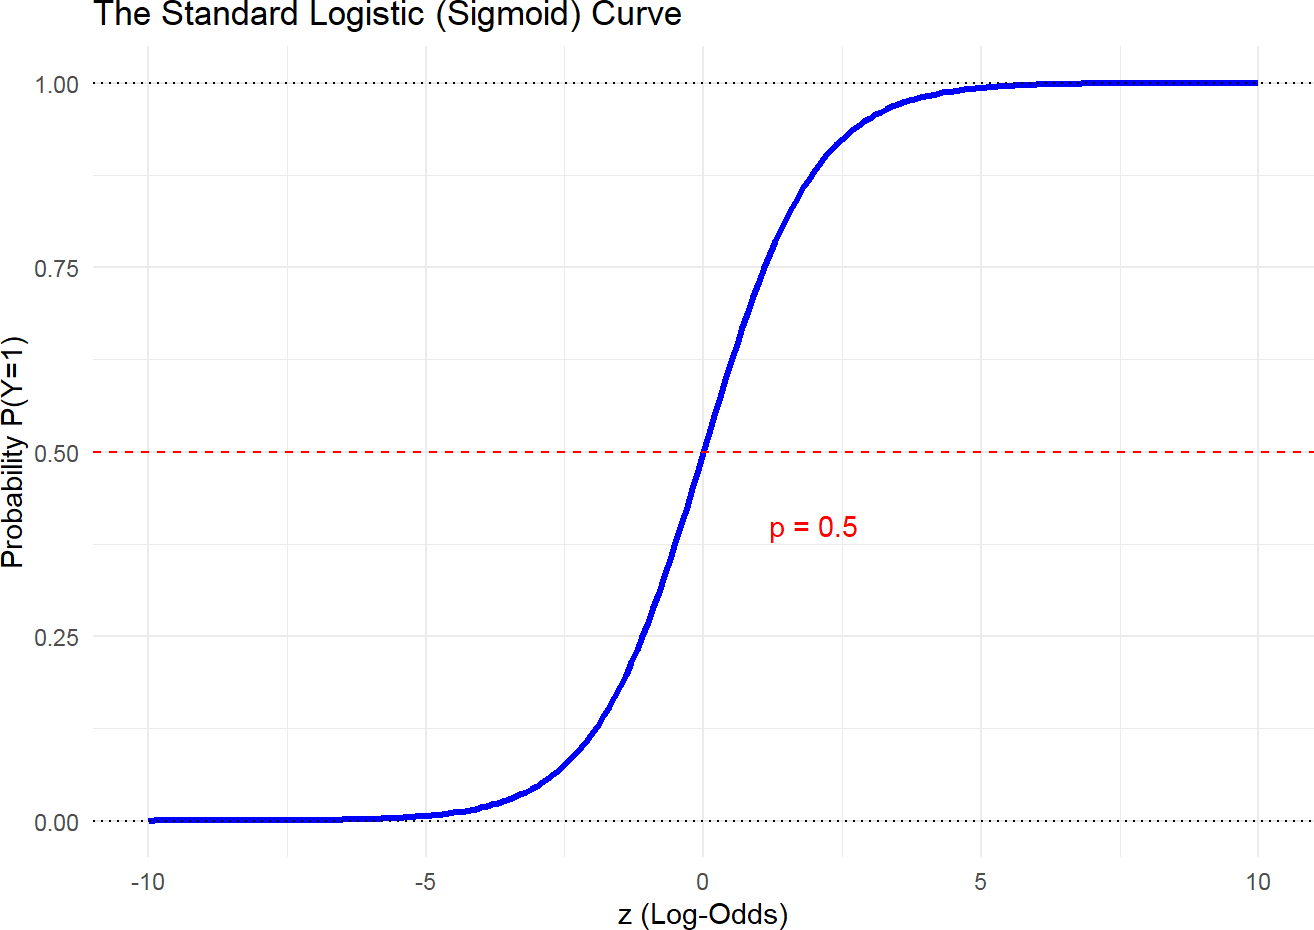 The Standard Logistic (Sigmoid) Curve
Probability P(Y=1)
1.00
0.75
0.50
0.25
0.00
p = 0.5
-10
-5
0
5
10
z (Log-Odds)